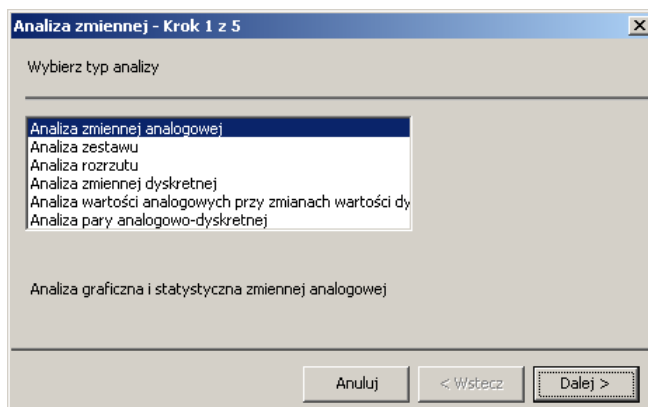 Analiza zmiennej - Krok 1 z 5
Wybierz typ analizy
Analiza zmiennej analogowej
Analiza zestawu
Analiza rozrzutu
Analiza zmiennej dyskretnej
Analiza wartości analogowych przy zmianach wartości dy
Analiza pary analogowo-dyskretnej
Analiza graficzna i statystyczna zmiennej analogowej
Anuluj < Wstecz Dalej >